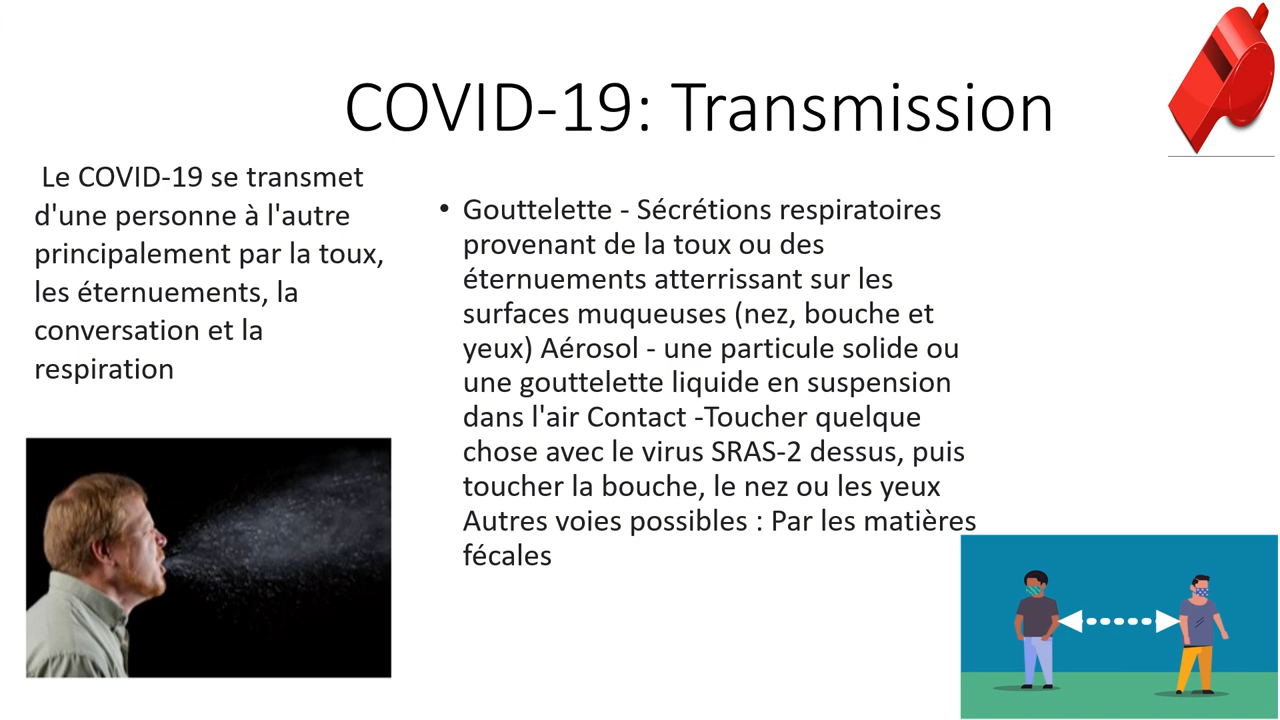 COVID-19: Transmission
Le COVID-19 se transmet
d'une personne à l'autre
principalement par la toux,
les éternuements, la
conversation et la
respiration
• Gouttelette - Sécrétions respiratoires
provenant de la toux ou des
éternuements atterrissant sur les
surfaces muqueuses (nez, bouche et
yeux) Aérosol - une particule solide ou
une gouttelette liquide en suspension
dans l'air Contact -Toucher quelque
chose avec le virus SRAS-2 dessus, puis
toucher la bouche, le nez ou les yeux
Autres voies possibles : Par les matières
fécales